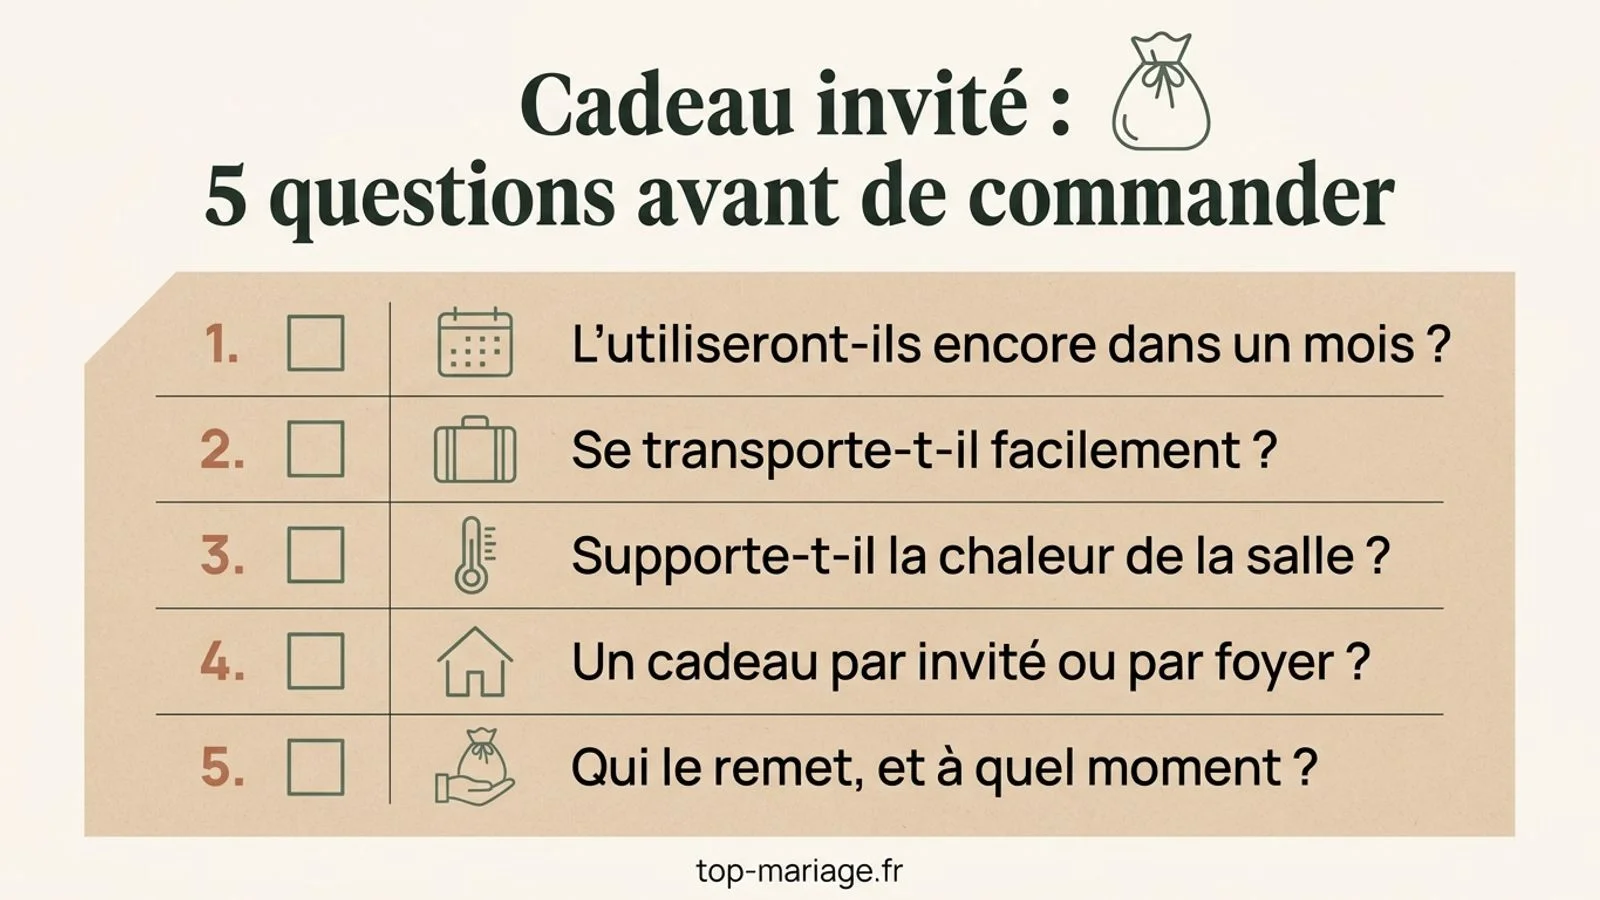 Cadeau invité :
5 questions avant de commander
1. L’utiliseront-ils encore dans un mois ?
2. Se transporte-t-il facilement ?
3. Supporte-t-il la chaleur de la salle ?
4. Un cadeau par invité ou par foyer ?
5. Qui le remet, et à quel moment ?
top-mariage.fr